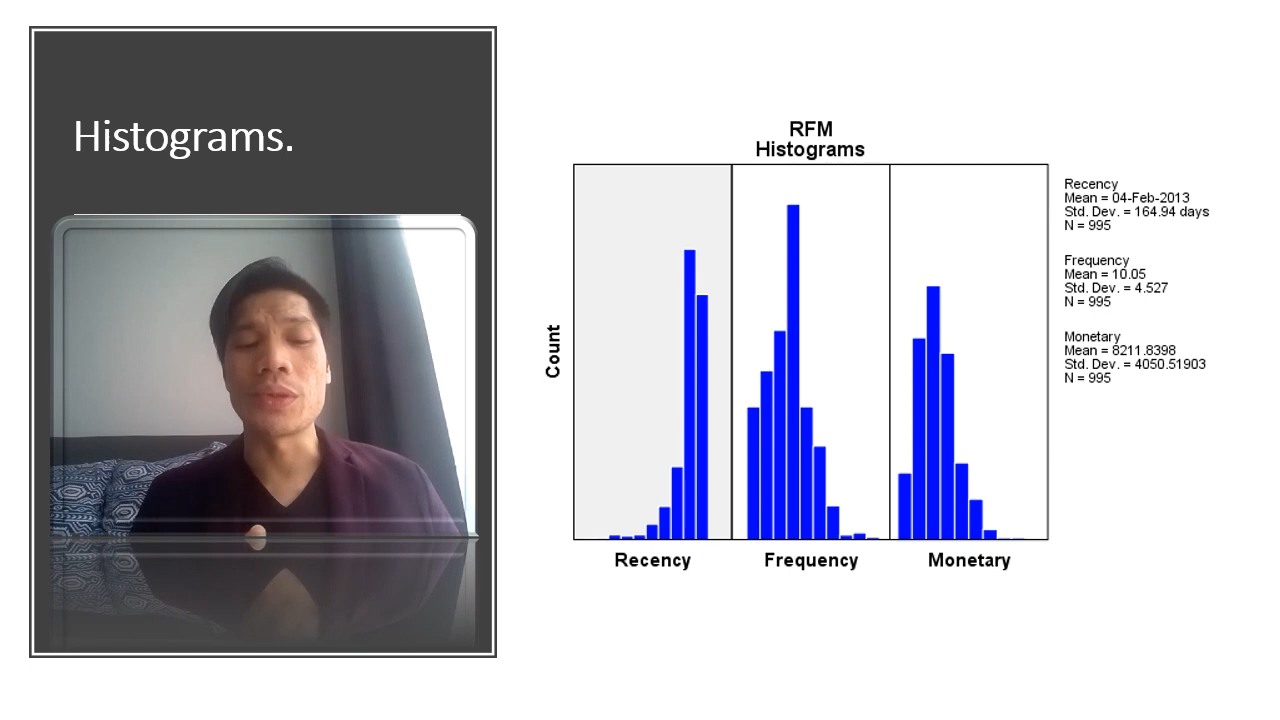 Histograms.
RFM
Histograms
Count
Recency
Frequency
Monetary
Recency
Mean = 04-Feb-2013
Std. Dev. = 164.94 days
N = 995
Frequency
Mean = 10.05
Std. Dev. = 4.527
N = 995
Monetary
Mean = 8211.8398
Std. Dev. = 4050.51903
N = 995